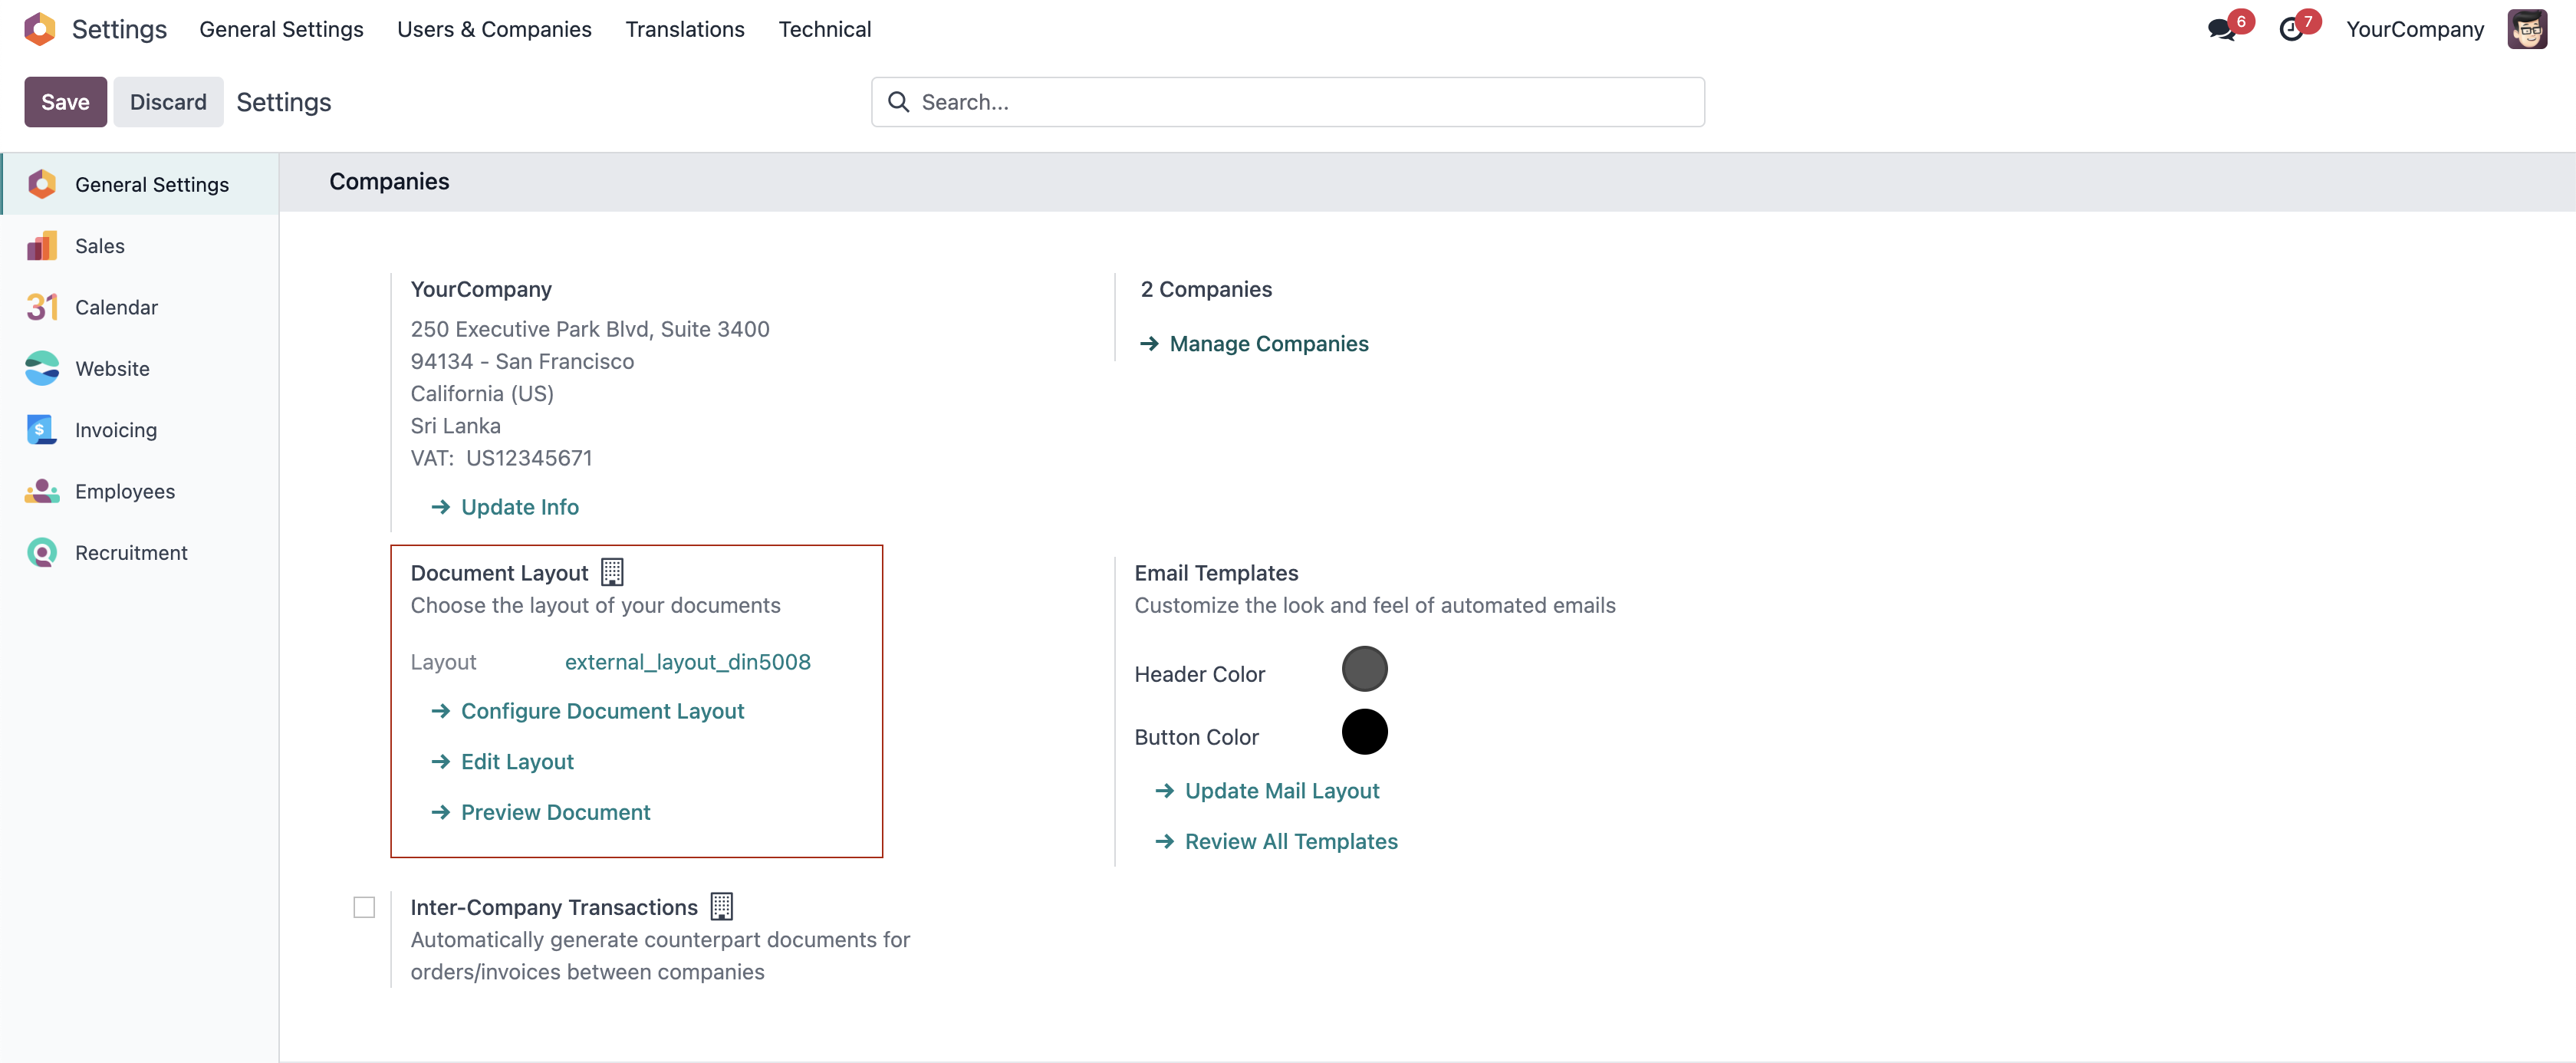 Settings General Settings Users & Companies Translations Technical 6 7 YourCompany
Save Discard Settings Search...
General Settings
Sales
31 Calendar
Website
$ Invoicing
Employees
Recruitment
Companies
YourCompany
250 Executive Park Blvd, Suite 3400
94134 - San Francisco
California (US)
Sri Lanka
VAT: US12345671
→ Update Info
2 Companies
→ Manage Companies
Document Layout
Choose the layout of your documents
Layout external_layout_din5008
→ Configure Document Layout
→ Edit Layout
→ Preview Document
Email Templates
Customize the look and feel of automated emails
Header Color
Button Color
→ Update Mail Layout
→ Review All Templates
Inter-Company Transactions
Automatically generate counterpart documents for
orders/invoices between companies